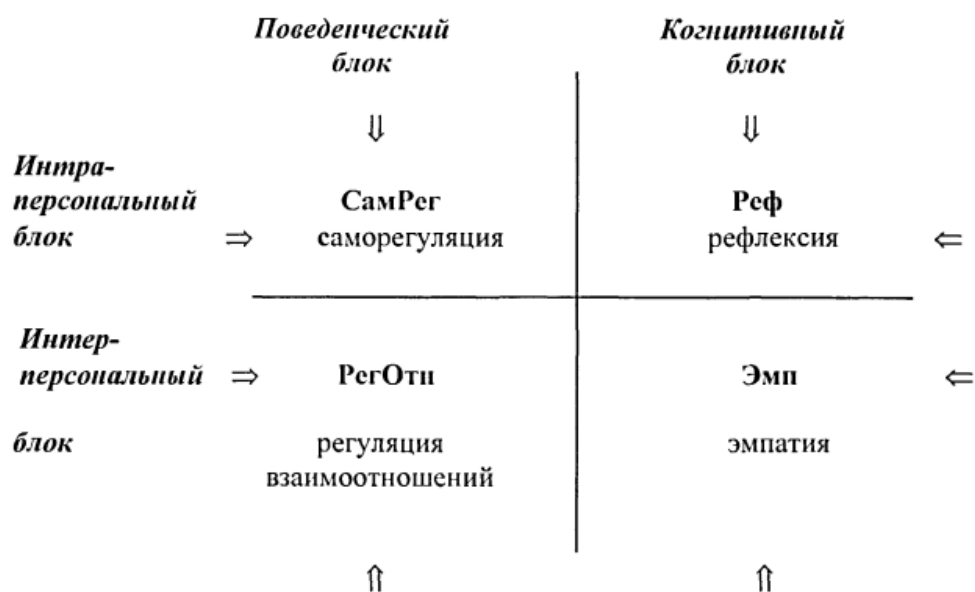 Поведенческий
блок
Когнитивный
блок
⇓ ⇓
Интра-
персональный
блок
⇒ СамРег
саморегуляция
Реф
рефлексия ⇐
Интер-
персональный
блок
⇒ РегОтн
регуляция
взаимоотношений
Эмп ⇐
эмпатия
⇑ ⇑